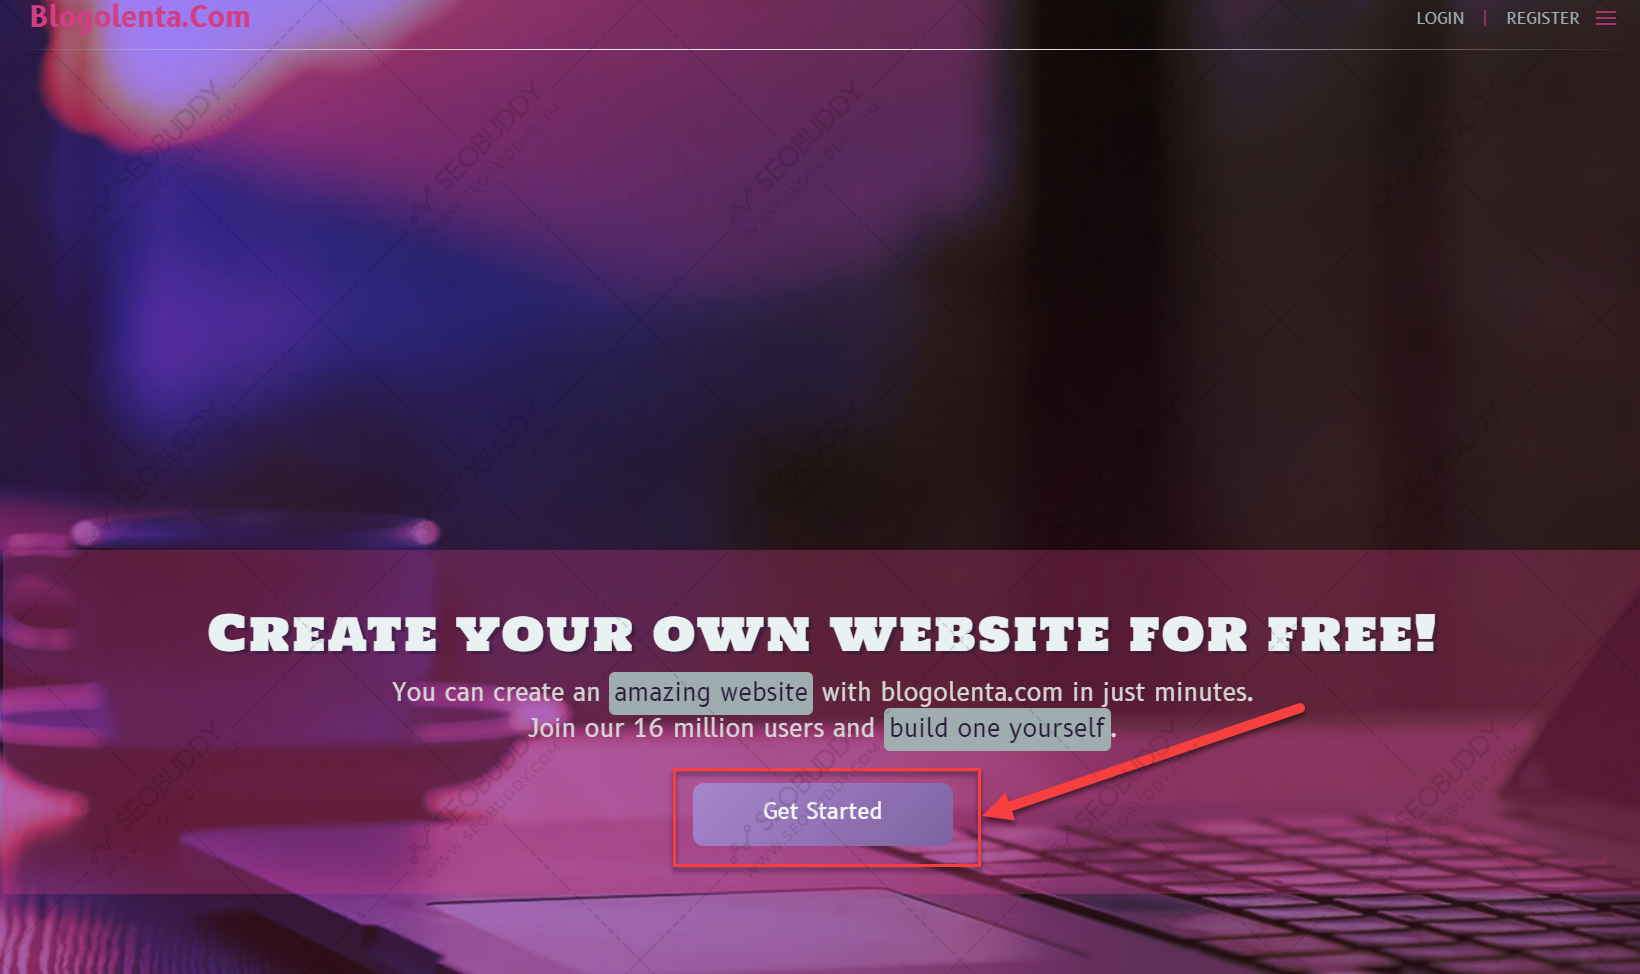 Blogolenta.Com
LOGIN | REGISTER
CREATE YOUR OWN WEBSITE FOR FREE!
You can create an amazing website with blogolenta.com in just minutes.
Join our 16 million users and build one yourself.
Get Started
SEOBUDDY
WWW.SEOBUDDY.COM